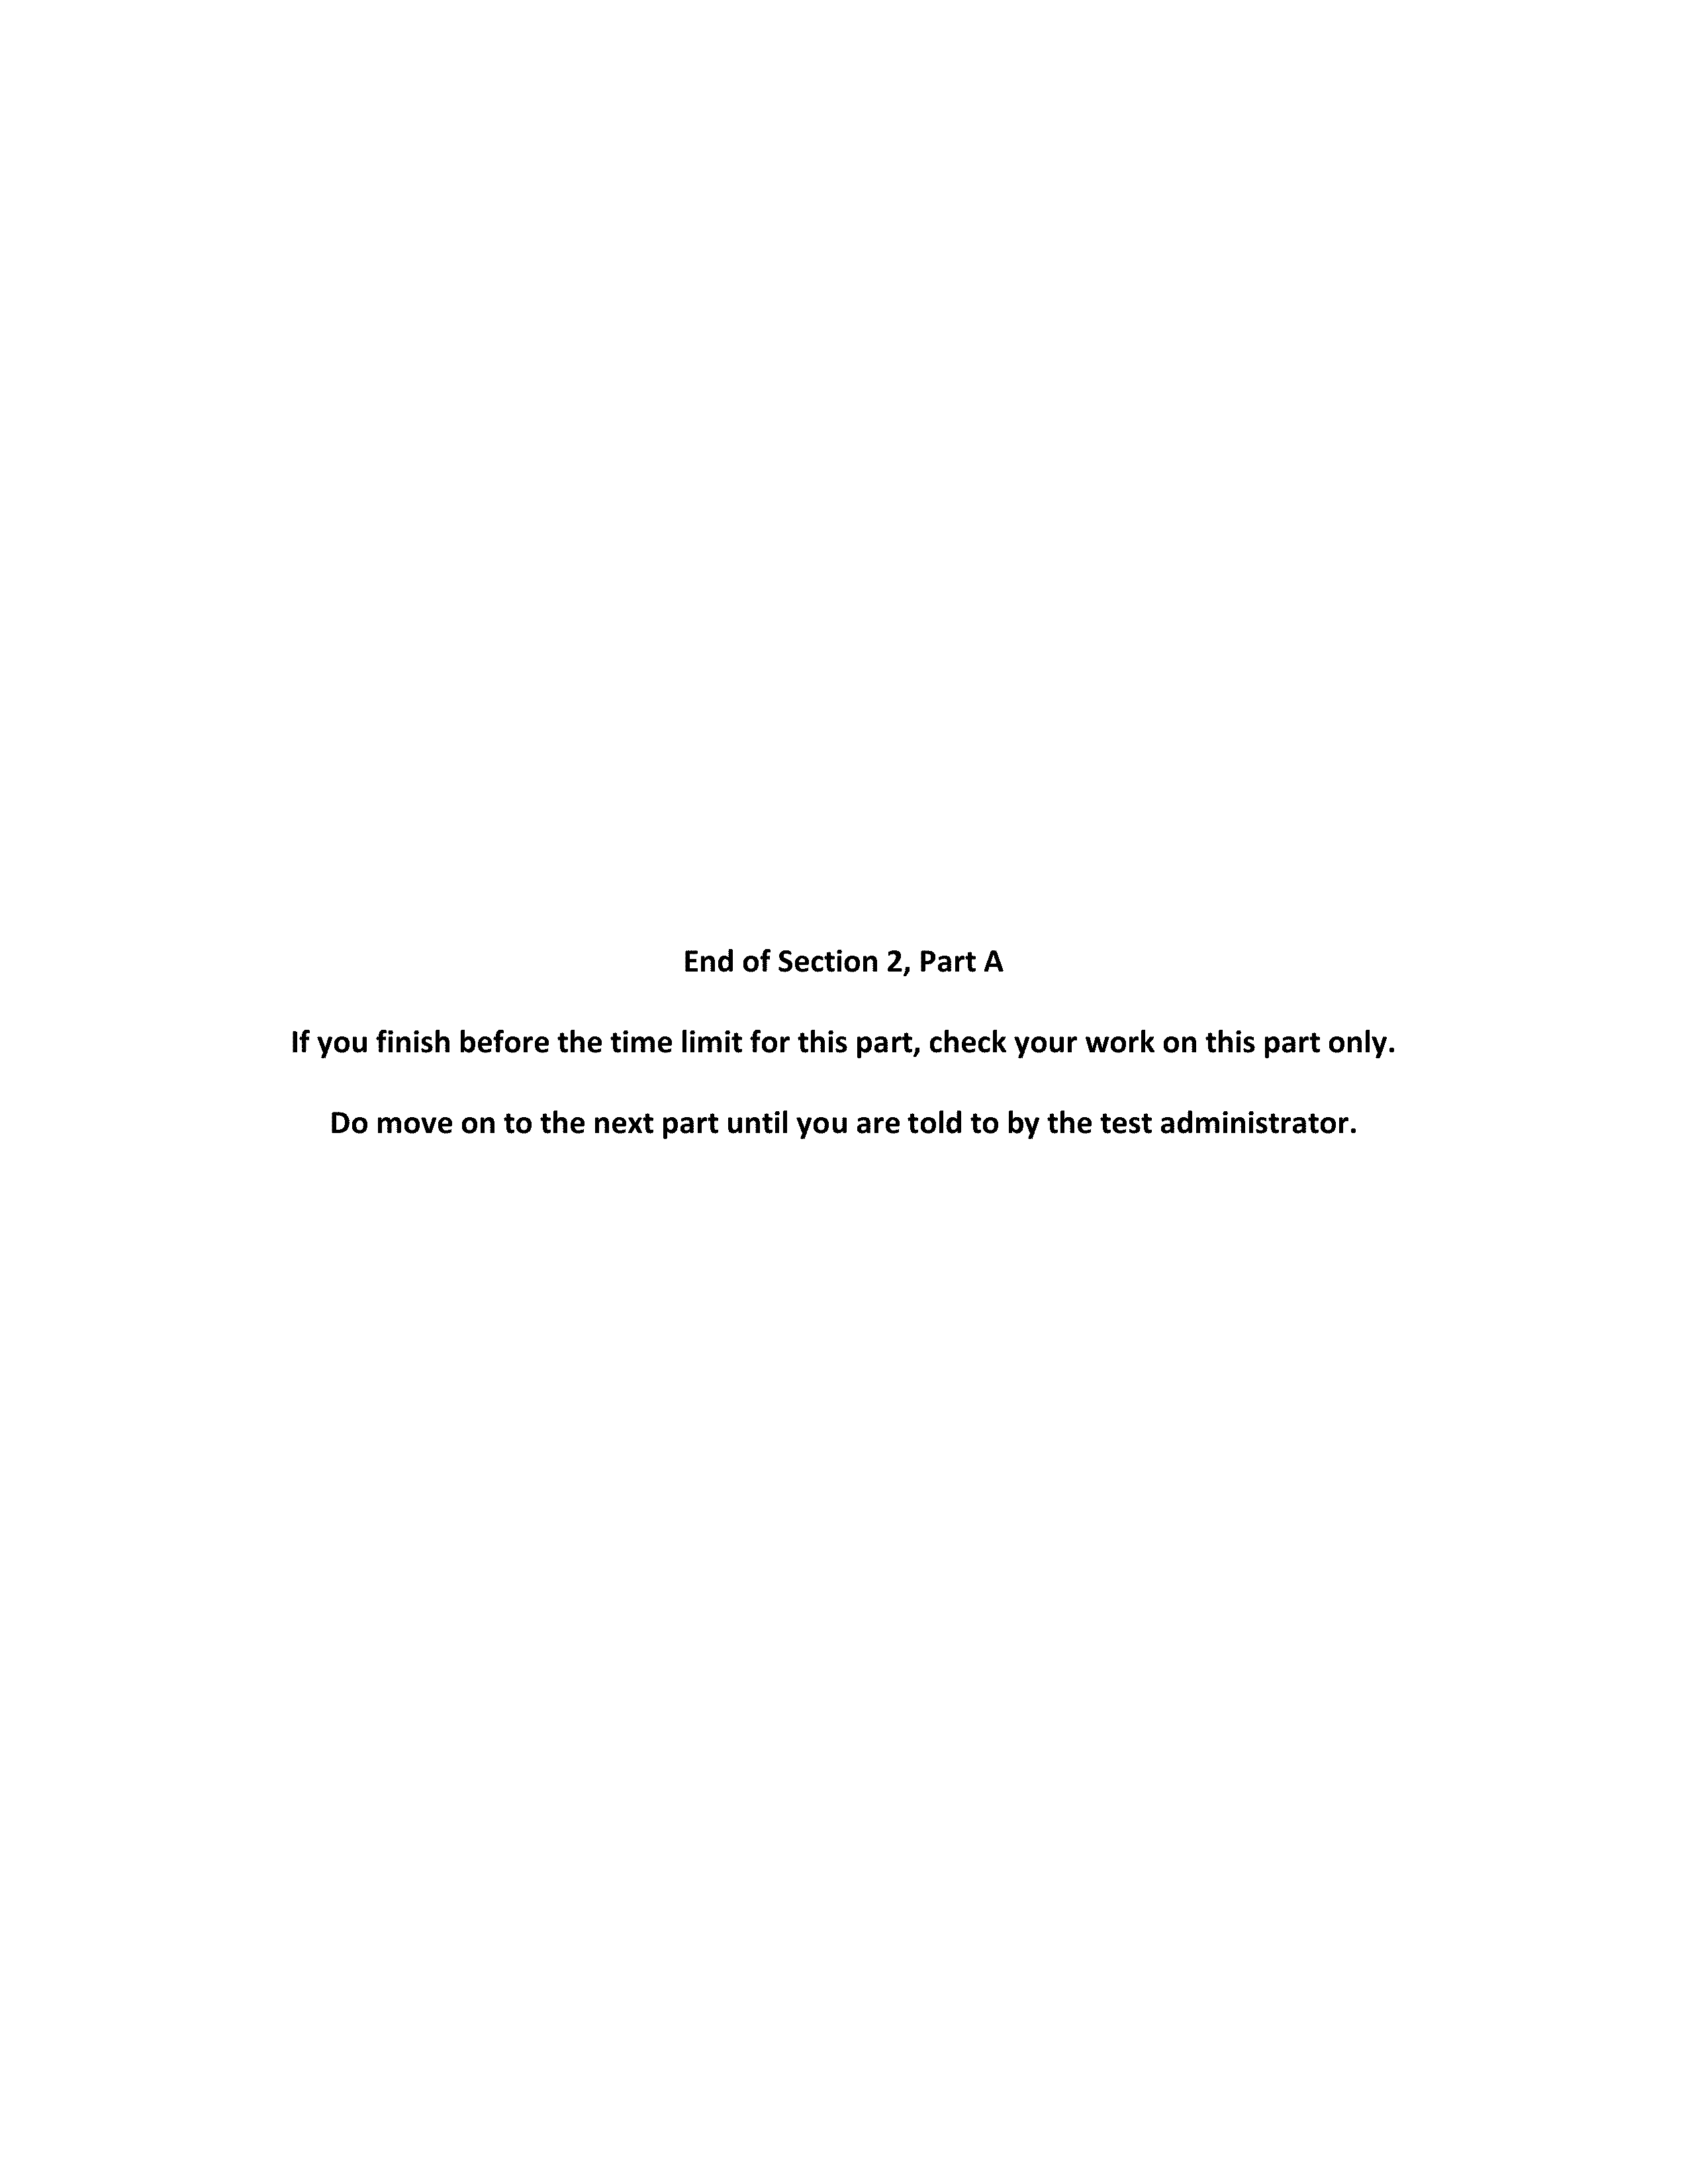 End of Section 2, Part A
If you finish before the time limit for this part, check your work on this part only.
Do move on to the next part until you are told to by the test administrator.